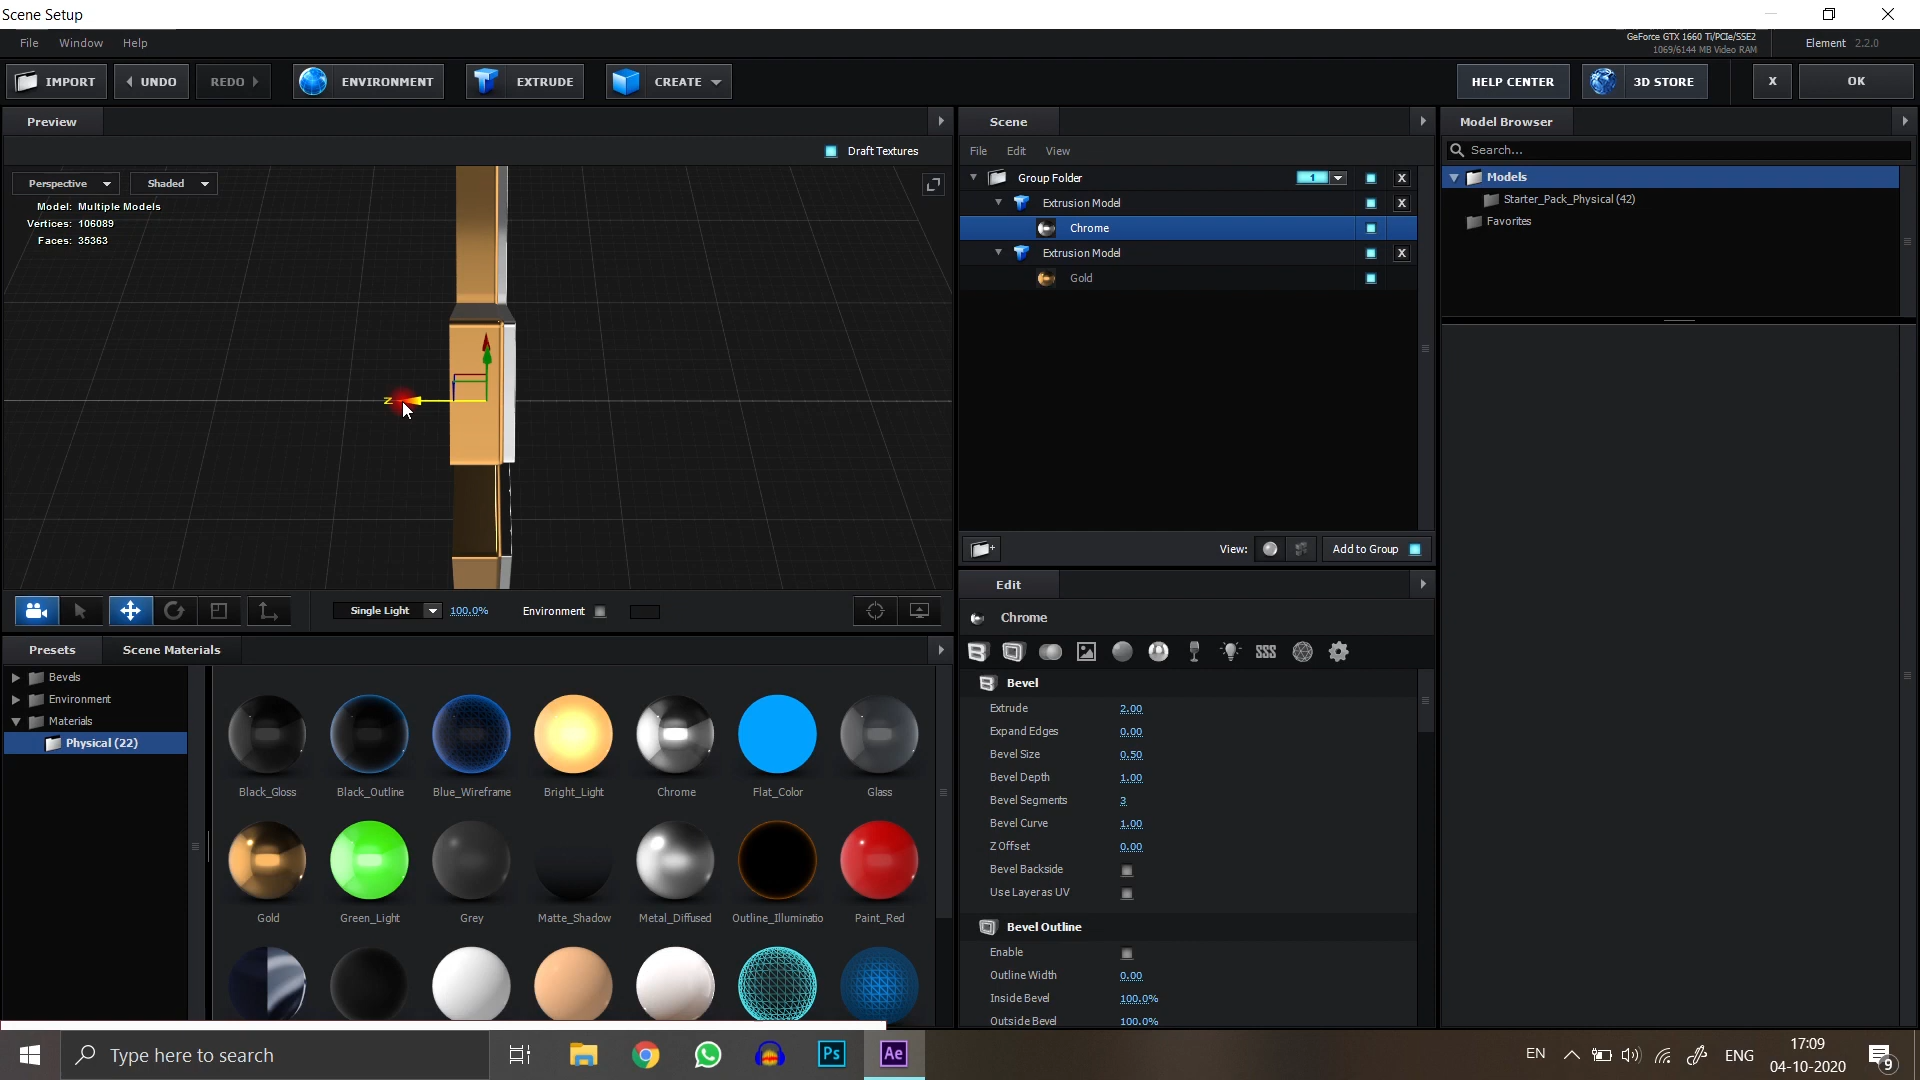 Scene Setup
File Window Help
GeForce GTX 1660 Ti/PCIe/SSE2
1069/6144 MB Video RAM
Element 2.2.0
IMPORT UNDO REDO ENVIRONMENT EXTRUDE CREATE HELP CENTER 3D STORE X OK
Preview
Draft Textures
Perspective Shaded
Model: Multiple Models
Vertices: 106089
Faces: 35363
Z
Single Light 100.0% Environment
Scene
File Edit View
Group Folder 1 X
Extrusion Model X
Chrome
Extrusion Model X
Gold
View: Add to Group
Model Browser
Search...
Models
Starter_Pack_Physical (42)
Favorites
Edit
Chrome
Bevel
Extrude 2.00
Expand Edges 0.00
Bevel Size 0.50
Bevel Depth 1.00
Bevel Segments 3
Bevel Curve 1.00
Z Offset 0.00
Bevel Backside
Use Layer as UV
Bevel Outline
Enable
Outline Width 0.00
Inside Bevel 100.0%
Outside Bevel 100.0%
Presets Scene Materials
Bevels
Environment
Materials
Physical (22)
Black_Gloss Black_Outline Blue_Wireframe Bright_Light Chrome Flat_Color Glass
Gold Green_Light Grey Matte_Shadow Metal_Diffused Outline_Illuminatio Paint_Red
Type here to search
Ps Ae
EN ENG
17:09
04-10-2020
9